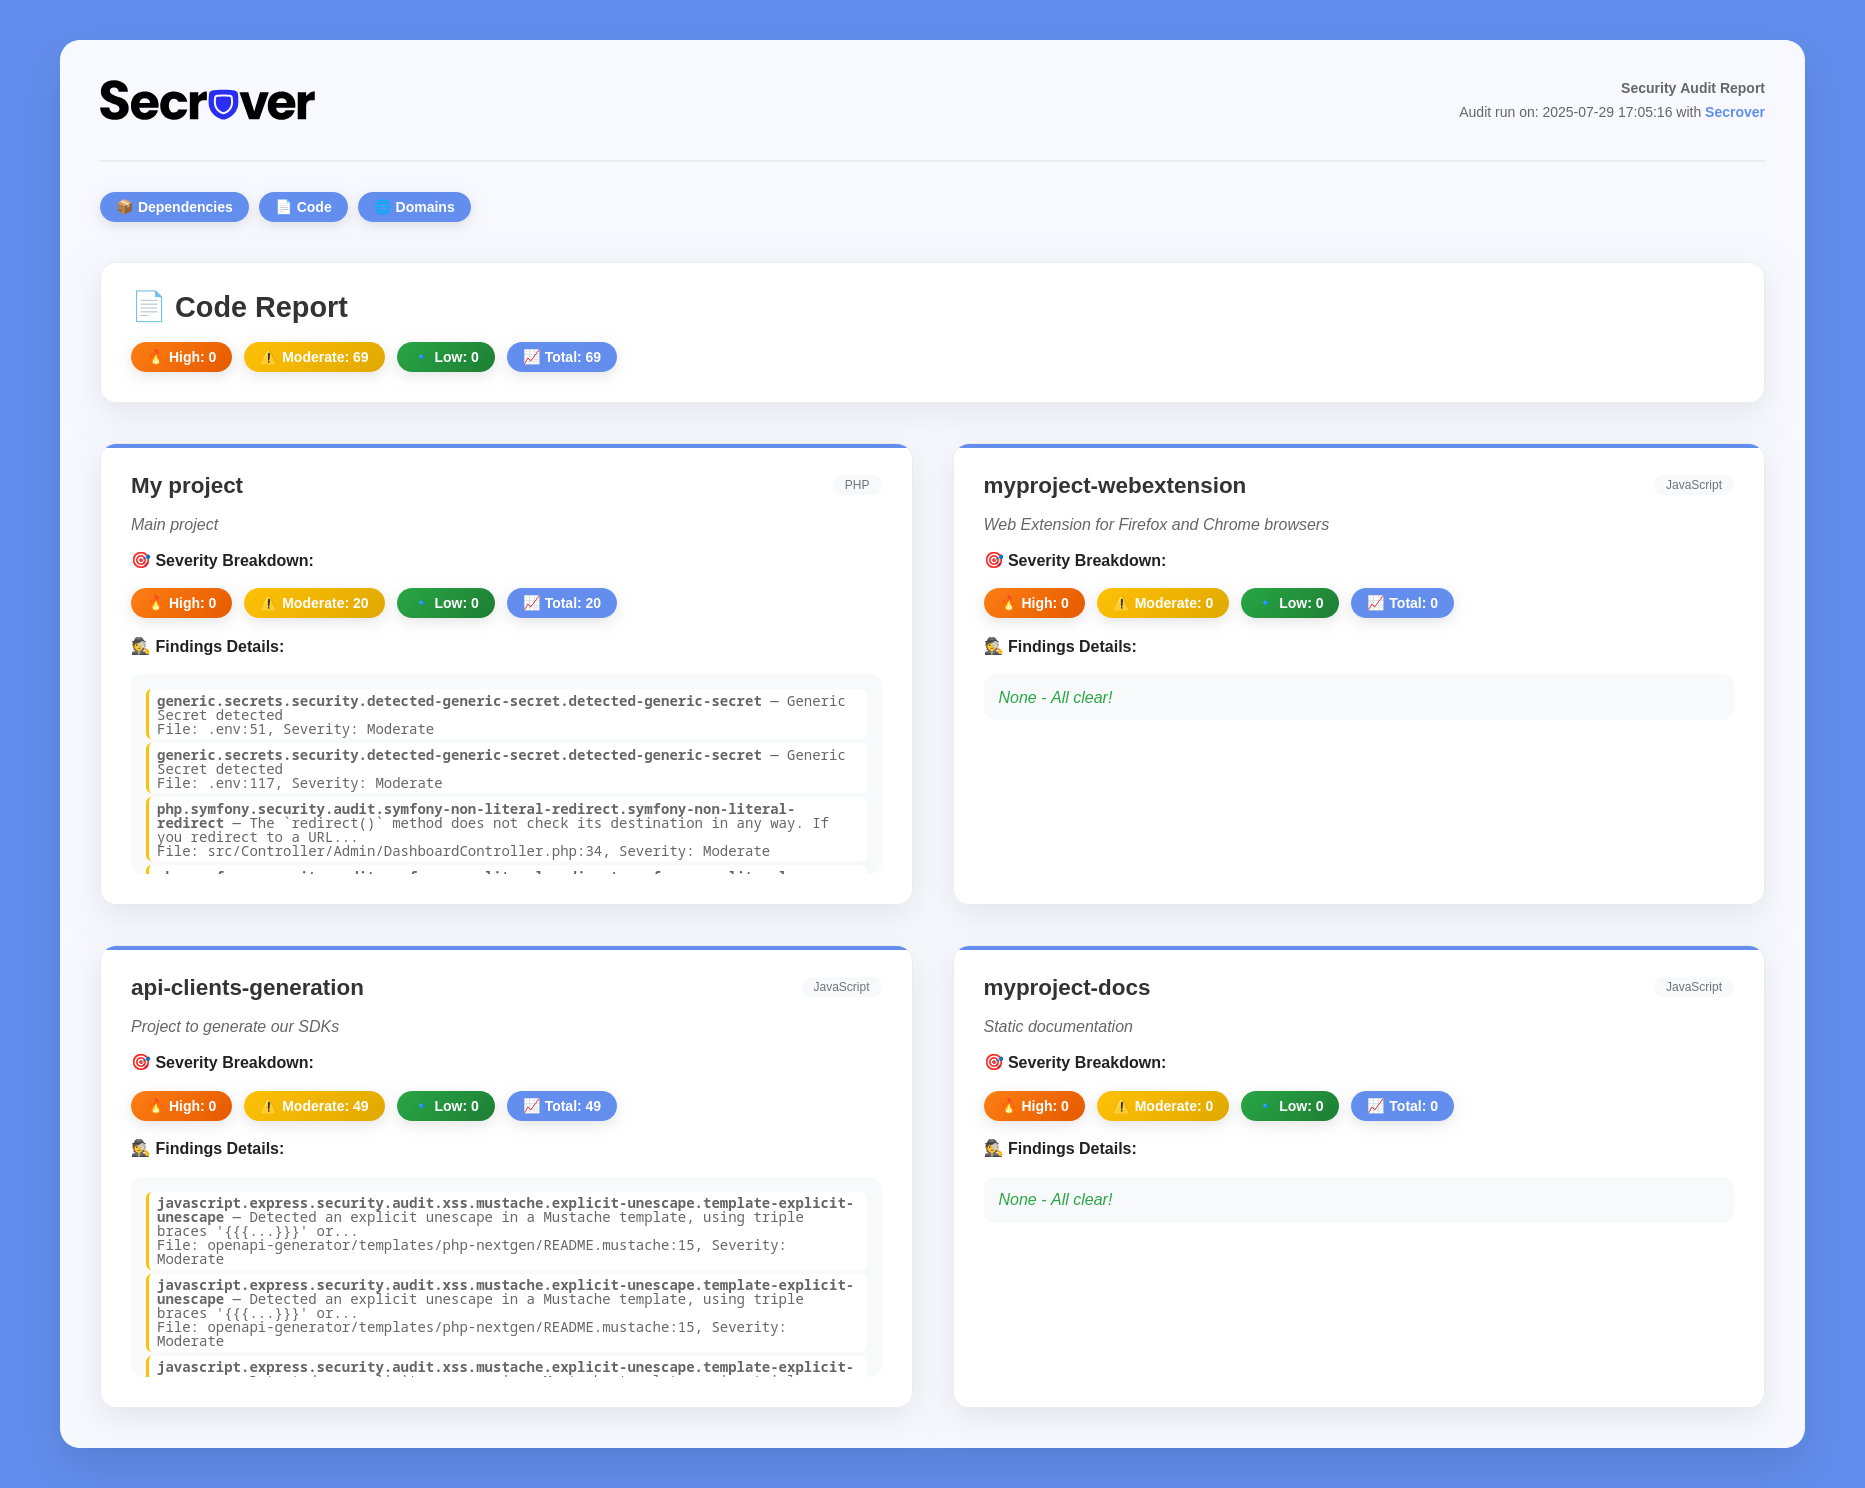 Secrover
Security Audit Report
Audit run on: 2025-07-29 17:05:16 with Secrover
📦 Dependencies
📄 Code
🌐 Domains
📄 Code Report
🔥 High: 0
⚠️ Moderate: 69
🔹 Low: 0
📈 Total: 69
My project
PHP
Main project
🎯 Severity Breakdown:
🔥 High: 0
⚠️ Moderate: 20
🔹 Low: 0
📈 Total: 20
🕵️ Findings Details:
generic.secrets.security.detected-generic-secret.detected-generic-secret — Generic
Secret detected
File: .env:51, Severity: Moderate
generic.secrets.security.detected-generic-secret.detected-generic-secret — Generic
Secret detected
File: .env:117, Severity: Moderate
php.symfony.security.audit.symfony-non-literal-redirect.symfony-non-literal-
redirect — The `redirect()` method does not check its destination in any way. If
you redirect to a URL...
File: src/Controller/Admin/DashboardController.php:34, Severity: Moderate
myproject-webextension
JavaScript
Web Extension for Firefox and Chrome browsers
🎯 Severity Breakdown:
🔥 High: 0
⚠️ Moderate: 0
🔹 Low: 0
📈 Total: 0
🕵️ Findings Details:
None - All clear!
api-clients-generation
JavaScript
Project to generate our SDKs
🎯 Severity Breakdown:
🔥 High: 0
⚠️ Moderate: 49
🔹 Low: 0
📈 Total: 49
🕵️ Findings Details:
javascript.express.security.audit.xss.mustache.explicit-unescape.template-explicit-
unescape — Detected an explicit unescape in a Mustache template, using triple
braces '{{{...}}}' or...
File: openapi-generator/templates/php-nextgen/README.mustache:15, Severity:
Moderate
javascript.express.security.audit.xss.mustache.explicit-unescape.template-explicit-
unescape — Detected an explicit unescape in a Mustache template, using triple
braces '{{{...}}}' or...
File: openapi-generator/templates/php-nextgen/README.mustache:15, Severity:
Moderate
javascript.express.security.audit.xss.mustache.explicit-unescape.template-explicit-
myproject-docs
JavaScript
Static documentation
🎯 Severity Breakdown:
🔥 High: 0
⚠️ Moderate: 0
🔹 Low: 0
📈 Total: 0
🕵️ Findings Details:
None - All clear!